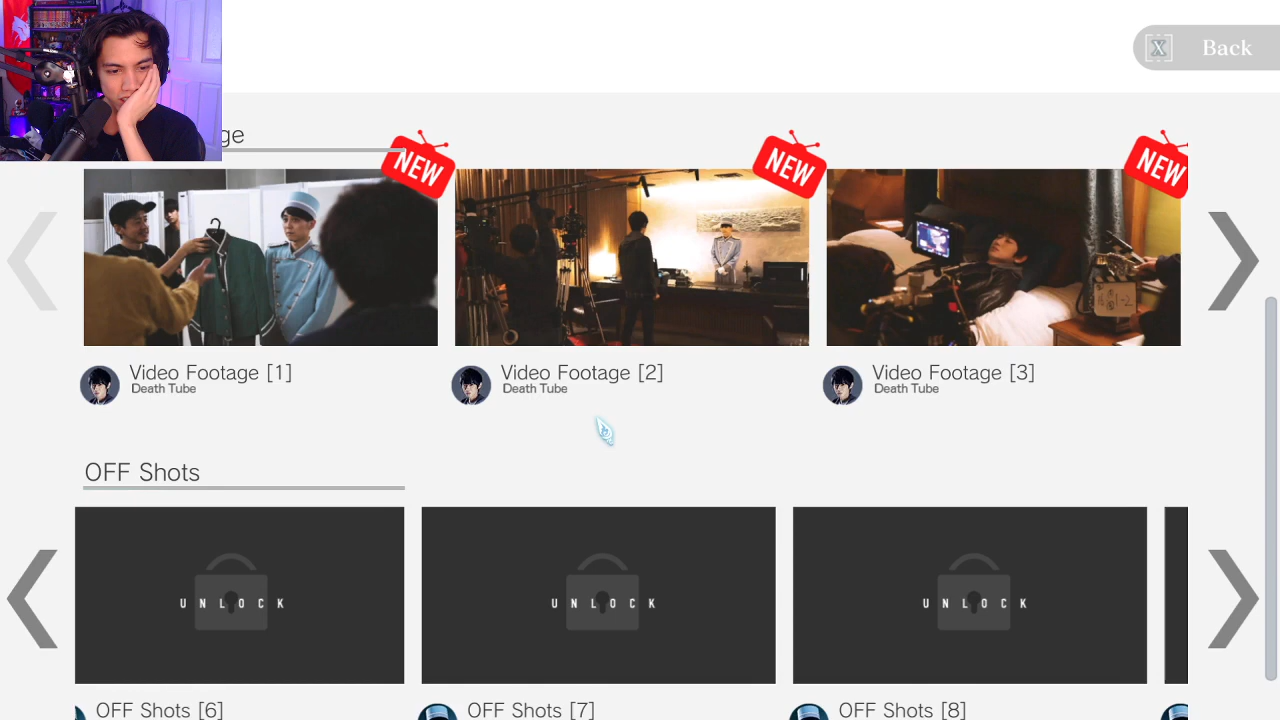 Back
ge
NEW
NEW
NEW
Video Footage [1]
Death Tube
Video Footage [2]
Death Tube
Video Footage [3]
Death Tube
OFF Shots
UNLOCK
UNLOCK
UNLOCK
OFF Shots [6]
OFF Shots [7]
OFF Shots [8]